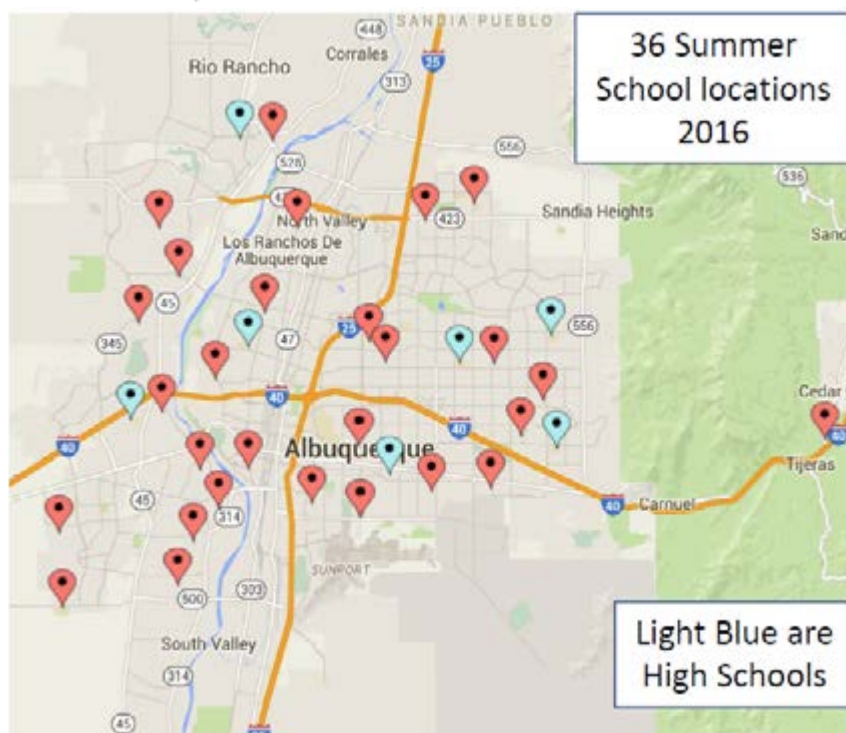 SANDIA PUEBLO
36 Summer
School locations
2016
448
Corrales
25
Rio Rancho
313
528
556
536
North Valley
423
Sandia Heights
Los Ranchos De
Albuquerque
45
47
25
556
345
40
Cedar
40
40
Albuquerque
40
Tijeras
45
314
40
Carnuel
SUNPORT
500
303
South Valley
314
45
Light Blue are
High Schools